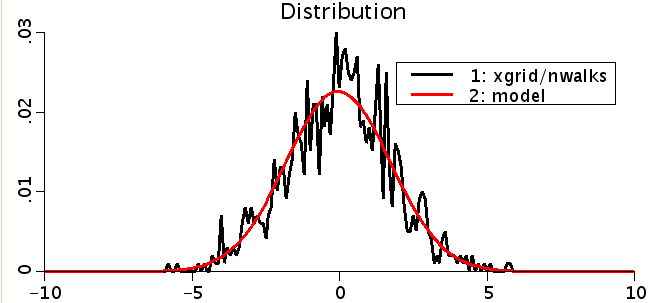 Distribution
.03
1: xgrid/nwalks
2: model
.02
.01
0
−10 −5 0 5 10